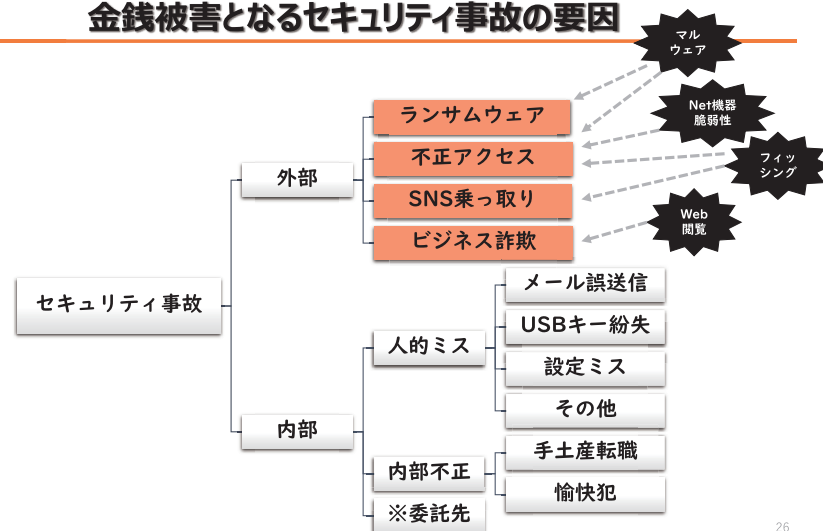 金銭被害となるセキュリティ事故の要因
マル
ウェア
Net機器
脆弱性
フィッ
シング
Web
閲覧
セキュリティ事故
外部
ランサムウェア
不正アクセス
SNS乗っ取り
ビジネス詐欺
内部
人的ミス
メール誤送信
USBキー紛失
設定ミス
その他
内部不正
手土産転職
愉快犯
※委託先
26